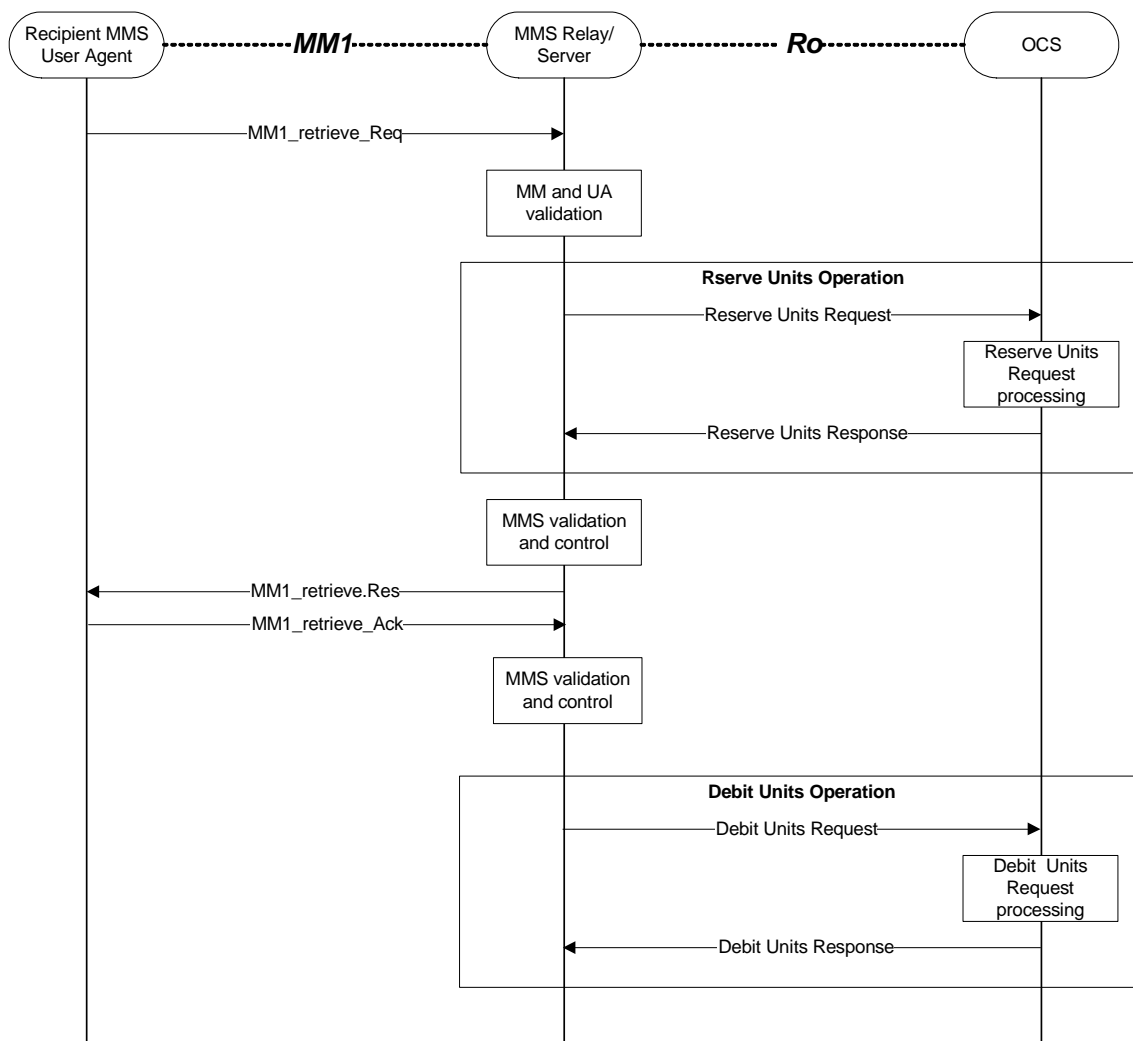 Recipient MMS
User Agent
MM1
MMS Relay/
Server
Ro
OCS
MM1_retrieve_Req
MM and UA
validation
Rserve Units Operation
Reserve Units Request
Reserve Units
Request
processing
Reserve Units Response
MMS validation
and control
MM1_retrieve.Res
MM1_retrieve_Ack
MMS validation
and control
Debit Units Operation
Debit Units Request
Debit Units
Request
processing
Debit Units Response